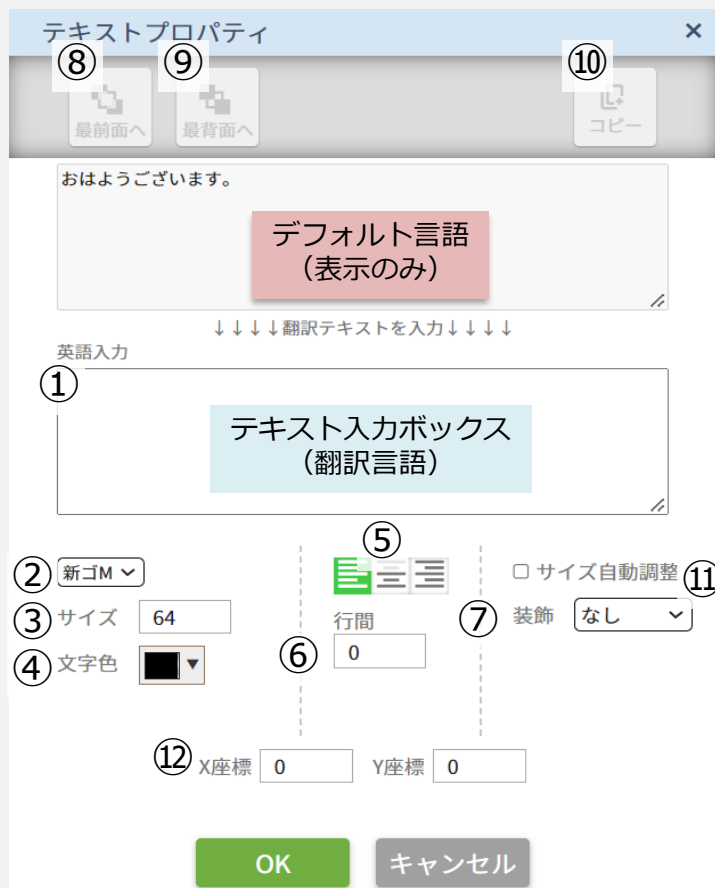 テキストプロパティ ×
⑧ ⑨ ⑩
最前面へ 最背面へ コピー
おはようございます。
デフォルト言語
（表示のみ）
↓↓↓↓翻訳テキストを入力↓↓↓↓
英語入力
①
テキスト入力ボックス
（翻訳言語）
⑤
② 新ゴM
サイズ自動調整 ⑪
③ サイズ 64
行間
⑦ 装飾 なし
④ 文字色
⑥ 0
⑫ X座標 0 Y座標 0
OK キャンセル